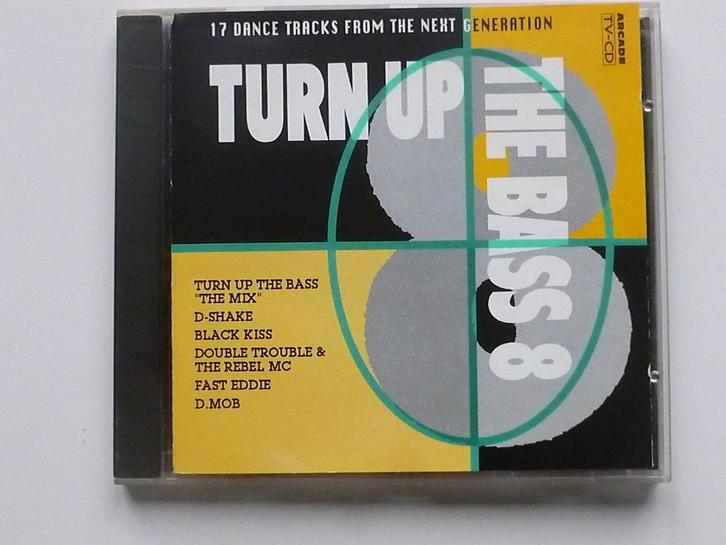 17 DANCE TRACKS FROM THE NEXT GENERATION
ARCADE
TV-CD
TURN UP
THE BASS 8
TURN UP THE BASS
"THE MIX"
D-SHAKE
BLACK KISS
DOUBLE TROUBLE &
THE REBEL MC
FAST EDDIE
D.MOB